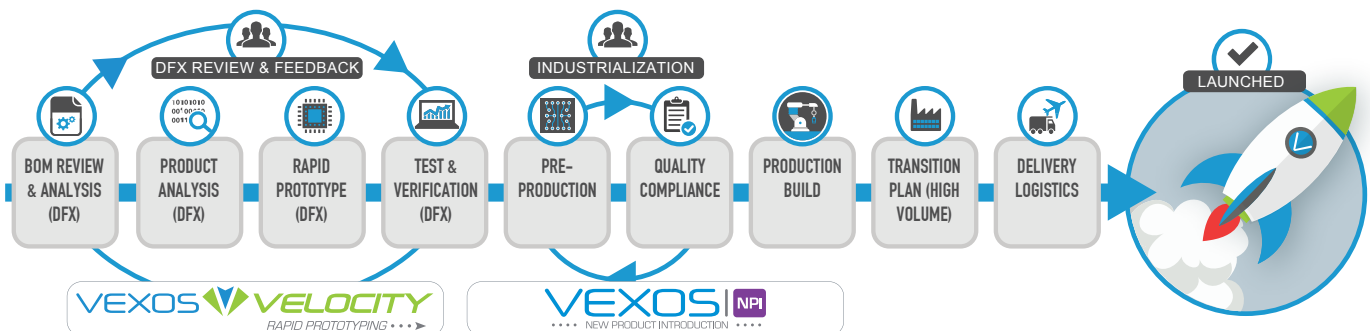 DFX REVIEW & FEEDBACK
INDUSTRIALIZATION
LAUNCHED
10101010
BOM REVIEW
& ANALYSIS
(DFX)
PRODUCT
ANALYSIS
(DFX)
RAPID
PROTOTYPE
(DFX)
TEST &
VERIFICATION
(DFX)
PRE-
PRODUCTION
QUALITY
COMPLIANCE
PRODUCTION
BUILD
TRANSITION
PLAN (HIGH
VOLUME)
DELIVERY
LOGISTICS
VEXOS VELOCITY
RAPID PROTOTYPING
VEXOS NPI
NEW PRODUCT INTRODUCTION